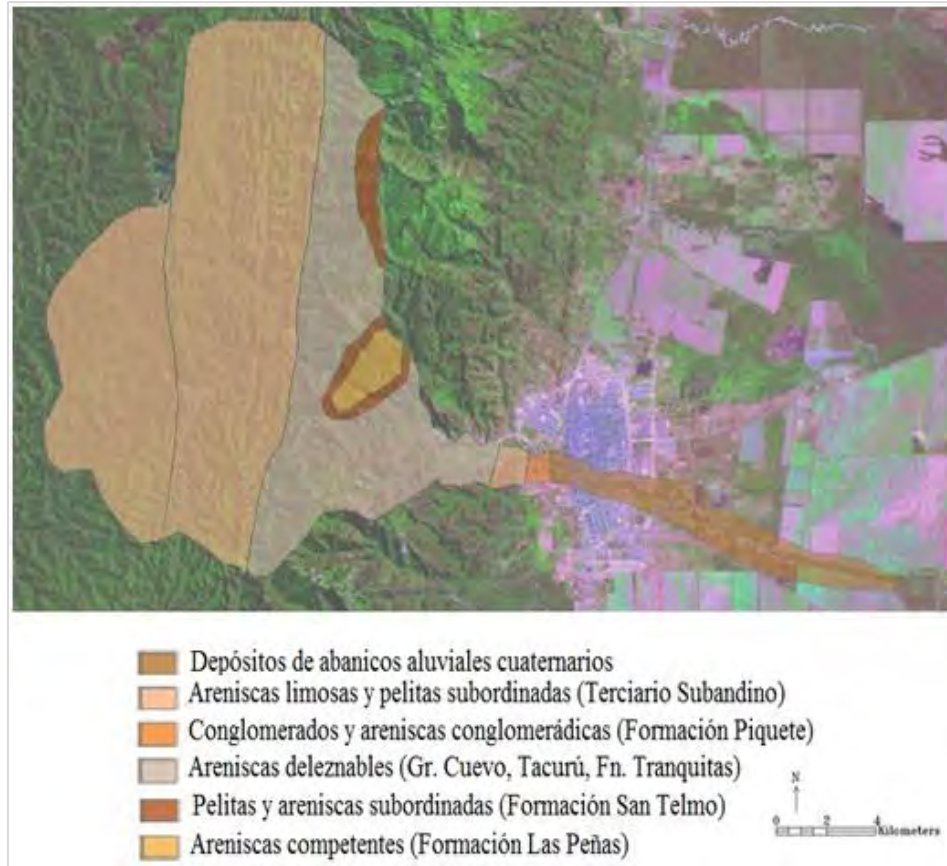 Depósitos de abanicos aluviales cuaternarios
Areniscas limosas y pelitas subordinadas (Terciario Subandino)
Conglomerados y areniscas conglomerádicas (Formación Piquete)
Areniscas deleznables (Gr. Cuevo, Tacurú, Fn. Tranquitas)
Pelitas y areniscas subordinadas (Formación San Telmo)
Areniscas competentes (Formación Las Peñas)
N
0 2 4
Kilometers